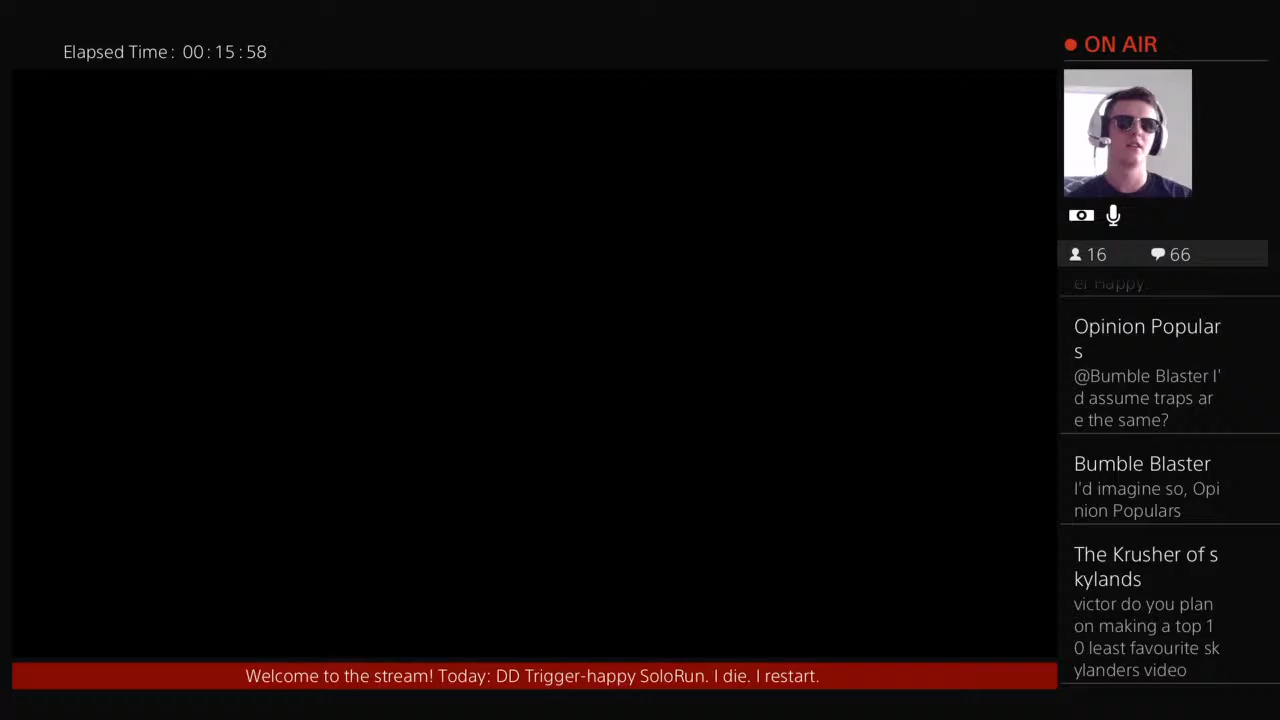 Elapsed Time: 00:15:58
ON AIR
16 66
er Happy.
Opinion Popular
s
@Bumble Blaster I'
d assume traps ar
e the same?
Bumble Blaster
I'd imagine so, Opi
nion Populars
The Krusher of s
kylands
victor do you plan
on making a top 1
0 least favourite sk
ylanders video
Welcome to the stream! Today: DD Trigger-happy SoloRun. I die. I restart.